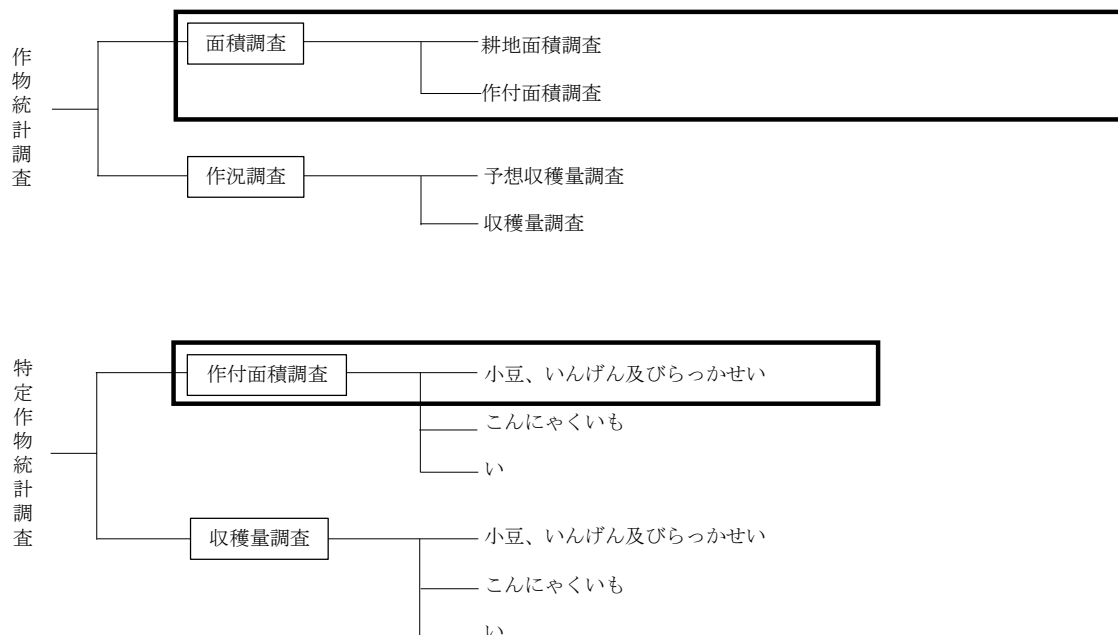 作物統計調査
面積調査
耕地面積調査
作付面積調査
作況調査
予想収穫量調査
収穫量調査
特定作物統計調査
作付面積調査
小豆、いんげん及びらっかせい
こんにゃくいも
い
収穫量調査
小豆、いんげん及びらっかせい
こんにゃくいも
い